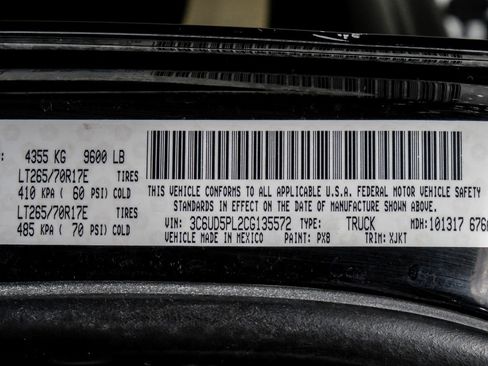 : 4355 KG 9600 LB
LT265/70R17E
410 KPA ( 60 PSI) COLD
LT265/70R17E
485 KPA ( 70 PSI) COLD
THIS VEHICLE CONFORMS TO ALL APPLICABLE U.S.A. FEDERAL MOTOR VEHICLE SAFETY
STANDARDS IN EFFECT ON THE DATE OF MANUFACTURE SHOWN ABOVE
VIN: 3C6UD5PL2CG135572 TYPE: TRUCK MDH: 101317 676
VEHICLE MADE IN MEXICO PAINT: PX8 TRIM: XJKT